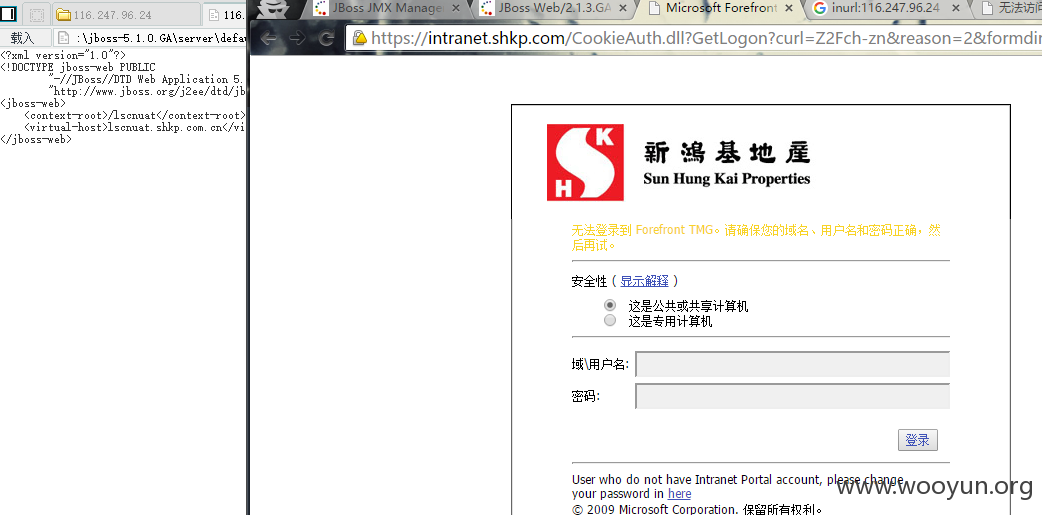 116.247.96.24
116.
载入
:\jboss-5.1.0.GA\server\defau
<?xml version="1.0"?>
<!DOCTYPE jboss-web PUBLIC
"-//JBoss//DTD Web Application 5.
"http://www.jboss.org/j2ee/dtd/jb
<jboss-web>
<context-root>/lscnuat</context-root>
<virtual-host>lscnuat.shkp.com.cn</vi
</jboss-web>
JBoss JMX Manage
JBoss Web/2.1.3.GA
Microsoft Forefront
inurl:116.247.96.24
无法访问
https://intranet.shkp.com/CookieAuth.dll?GetLogon?curl=Z2Fch-zn&reason=2&formdir
S K H
新鴻基地產
Sun Hung Kai Properties
无法登录到 Forefront TMG。请确保您的域名、用户名和密码正确，然
后再试。
安全性 ( 显示解释 )
这是公共或共享计算机
这是专用计算机
域\用户名:
密码:
登录
User who do not have Intranet Portal account, please change
your password in here
© 2009 Microsoft Corporation. 保留所有权利。
www.wooyun.org